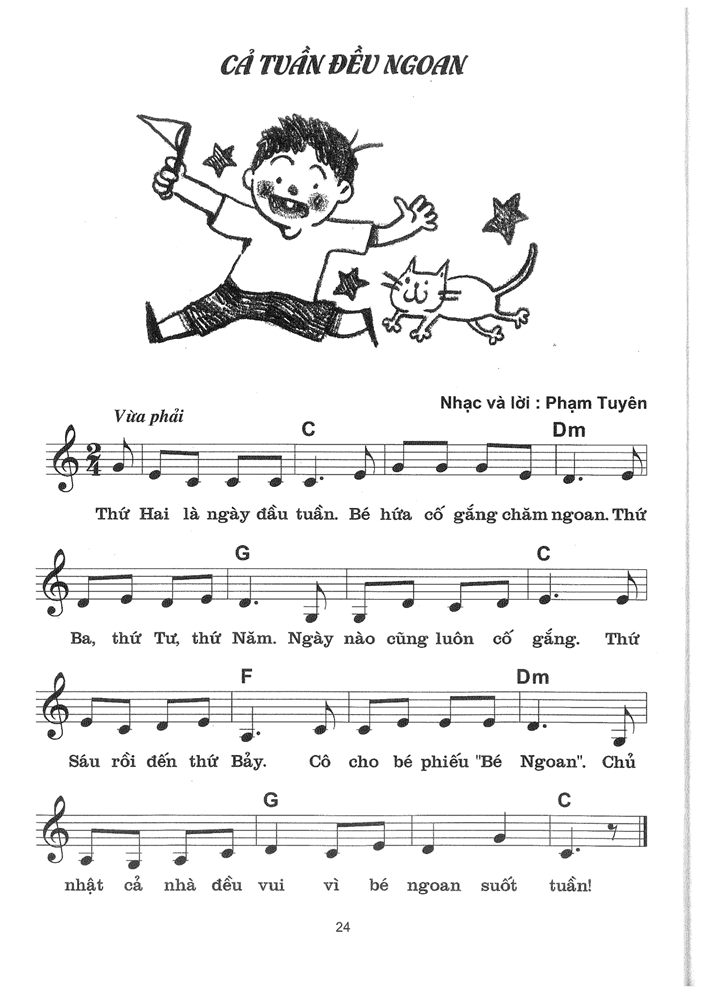 CẢ TUẦN ĐỀU NGOAN
Nhạc và lời : Phạm Tuyên
Vừa phải
C Dm
2
4
Thứ Hai là ngày đầu tuần. Bé hứa cố gắng chăm ngoan. Thứ
G C
Ba, thứ Tư, thứ Năm. Ngày nào cũng luôn cố gắng. Thứ
F Dm
Sáu rồi đến thứ Bảy. Cô cho bé phiếu "Bé Ngoan". Chủ
G C
nhật cả nhà đều vui vì bé ngoan suốt tuần!
24